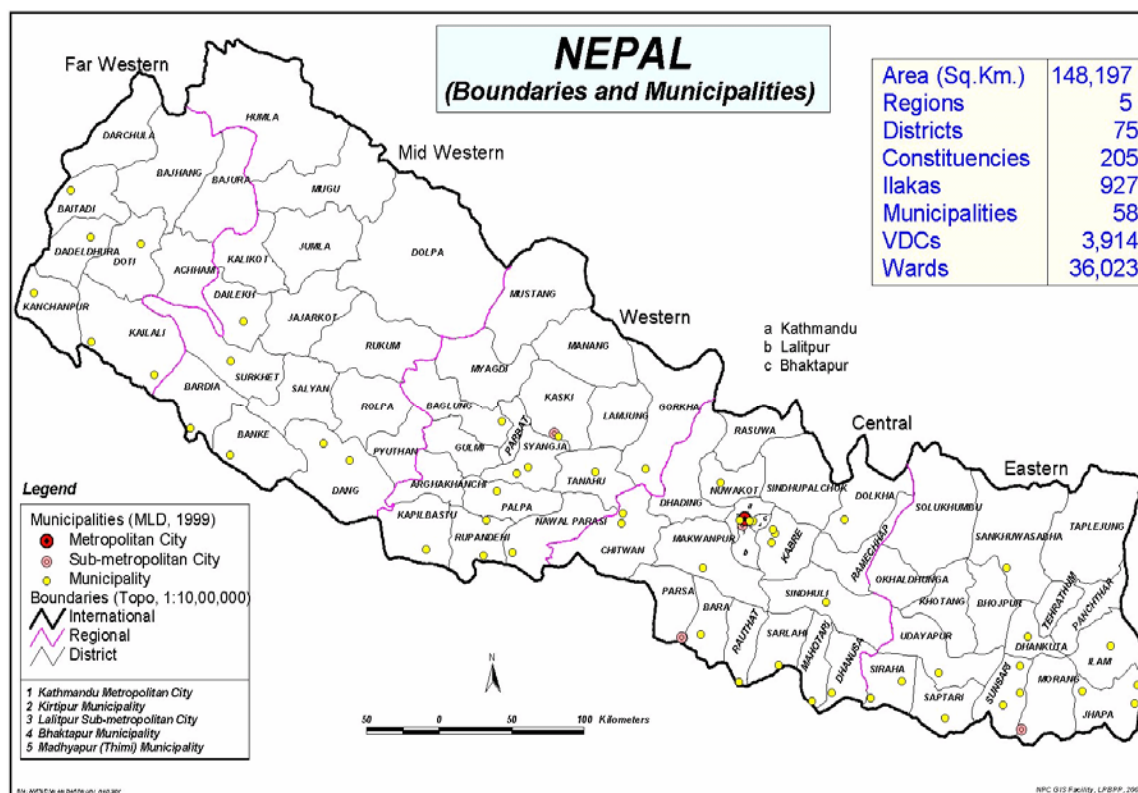 NEPAL
(Boundaries and Municipalities)
Area (Sq.Km.) 148,197
Regions 5
Districts 75
Constituencies 205
Ilakas 927
Municipalities 58
VDCs 3,914
Wards 36,023
Far Western
Mid Western
Western
Central
Eastern
a Kathmandu
b Lalitpur
c Bhaktapur
HUMLA
DARCHULA
BAJHANG
BAJURA
MUGU
BAITADI
DADELDHURA
DOTI
ACHHAM
KALIKOT
JUMLA
DOLPA
KANCHANPUR
KAILALI
DAILEKH
JAJARKOT
MUSTANG
RUKUM
MANANG
MYAGDI
BARDIA
SURKHET
SALYAN
ROLPA
BAGLUNG
PARBAT
KASKI
LAMJUNG
GORKHA
RASUWA
BANKE
PYUTHAN
GULMI
SYANGJA
DANG
ARGHAKHANCHI
TANAHU
DHADING
NUWAKOT
SINDHUPALCHOK
DOLKHA
SOLUKHUMBU
SANKHUWASABHA
TAPLEJUNG
KAPILBASTU
PALPA
NAWAL PARASI
RUPANDEHI
CHITWAN
MAKWANPUR
a
c
b
KABRE
RAMECHHAP
OKHALDHUNGA
KHOTANG
BHOJPUR
TEHRATHUM
PANCHTHAR
PARSA
BARA
RAUTHAT
SARLAHI
SINDHULI
MAHOTARI
DHANUSA
UDAYAPUR
DHANKUTA
SIRAHA
SAPTARI
SUNSARI
MORANG
ILAM
JHAPA
Legend
Municipalities (MLD, 1999)
Metropolitan City
Sub-metropolitan City
Municipality
Boundaries (Topo, 1:10,00,000)
International
Regional
District
1 Kathmandu Metropolitan City
2 Kirtipur Municipality
3 Lalitpur Sub-metropolitan City
4 Bhaktapur Municipality
5 Madhyapur (Thimi) Municipality
N
50 0 50 100 Kilometers
NPC GIS Facility, LPBPP,